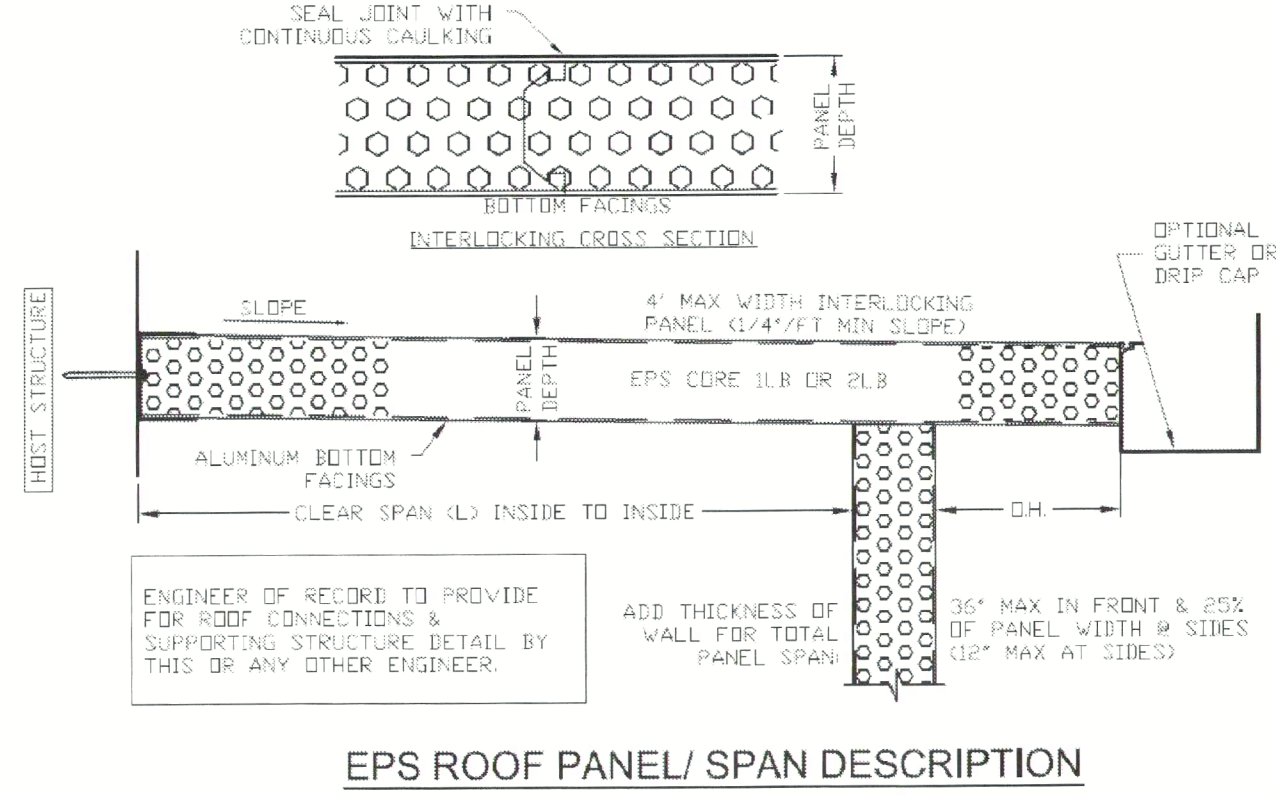 SEAL JOINT WITH
CONTINUOUS CAULKING
PANEL
DEPTH
BOTTOM FACINGS
INTERLOCKING CROSS SECTION
OPTIONAL
GUTTER OR
DRIP CAP
HOST STRUCTURE
SLOPE
4' MAX WIDTH INTERLOCKING
PANEL (1/4"/FT MIN SLOPE)
PANEL
DEPTH
EPS CORE 1LB OR 2LB
ALUMINUM BOTTOM
FACINGS
CLEAR SPAN (L) INSIDE TO INSIDE
O.H.
ENGINEER OF RECORD TO PROVIDE
FOR ROOF CONNECTIONS &
SUPPORTING STRUCTURE DETAIL BY
THIS OR ANY OTHER ENGINEER.
ADD THICKNESS OF
WALL FOR TOTAL
PANEL SPAN
36" MAX IN FRONT & 25%
OF PANEL WIDTH @ SIDES
(12" MAX AT SIDES)
EPS ROOF PANEL/ SPAN DESCRIPTION